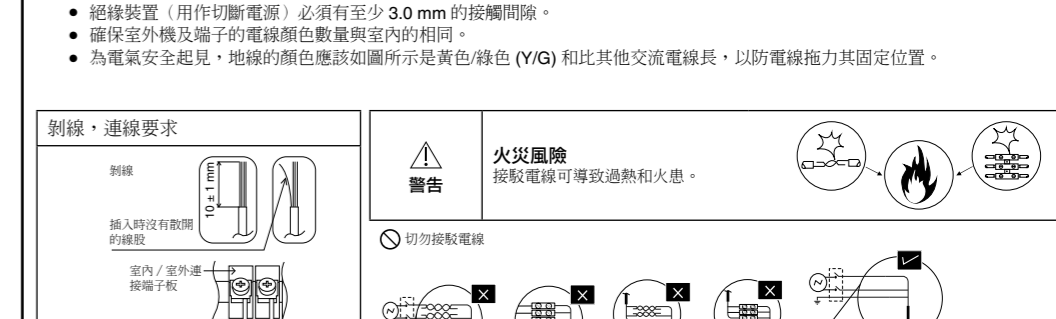 • 絕緣裝置（用作切斷電源）必須有至少 3.0 mm 的接觸間隙。
• 確保室外機及端子的電線顏色數量與室內的相同。
• 為電氣安全起見，地線的顏色應該如圖所示是黃色/綠色 (Y/G) 和比其他交流電線長，以防電線拖力其固定位置。
剝線，連線要求
剝線
10 ± 1 mm
插入時沒有散開
的線股
室內 / 室外連
接端子板
警告
火災風險
接駁電線可導致過熱和火患。
切勿接駁電線